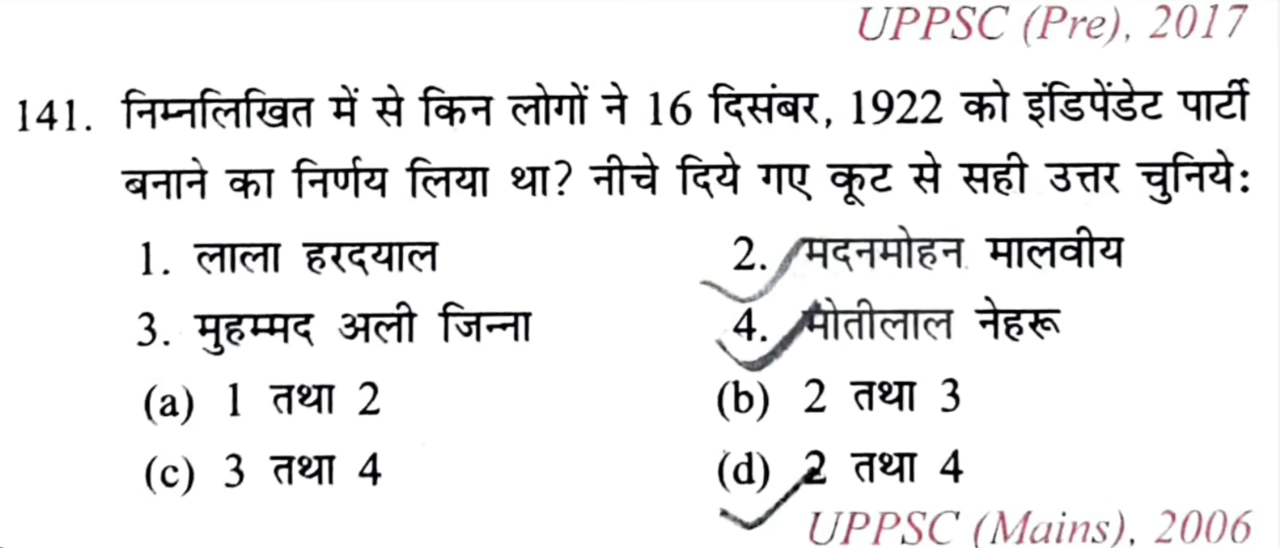 UPPSC (Pre), 2017
141. निम्नलिखित में से किन लोगों ने 16 दिसंबर, 1922 को इंडिपेंडेट पार्टी
बनाने का निर्णय लिया था? नीचे दिये गए कूट से सही उत्तर चुनिये:
1. लाला हरदयाल 2. मदनमोहन मालवीय
3. मुहम्मद अली जिन्ना 4. मोतीलाल नेहरू
(a) 1 तथा 2 (b) 2 तथा 3
(c) 3 तथा 4 (d) 2 तथा 4
UPPSC (Mains), 2006